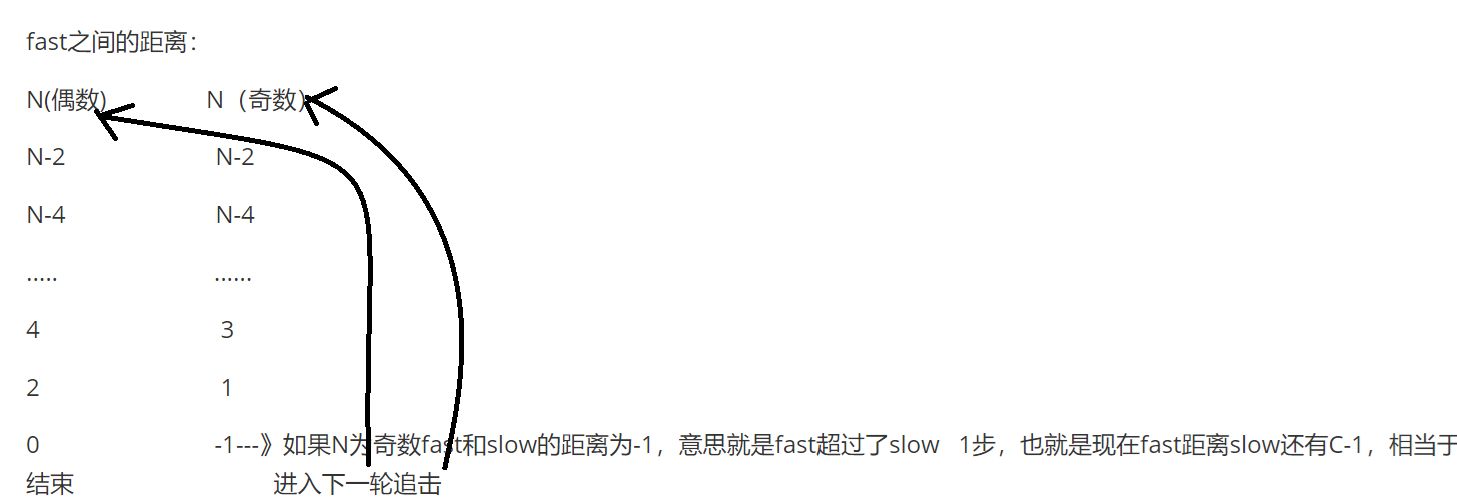 fast之间的距离：
N(偶数) N（奇数）
N-2 N-2
N-4 N-4
..... ......
4 3
2 1
0 -1---》如果N为奇数fast和slow的距离为-1，意思就是fast超过了slow 1步，也就是现在fast距离slow还有C-1，相当于
结束 进入下一轮追击